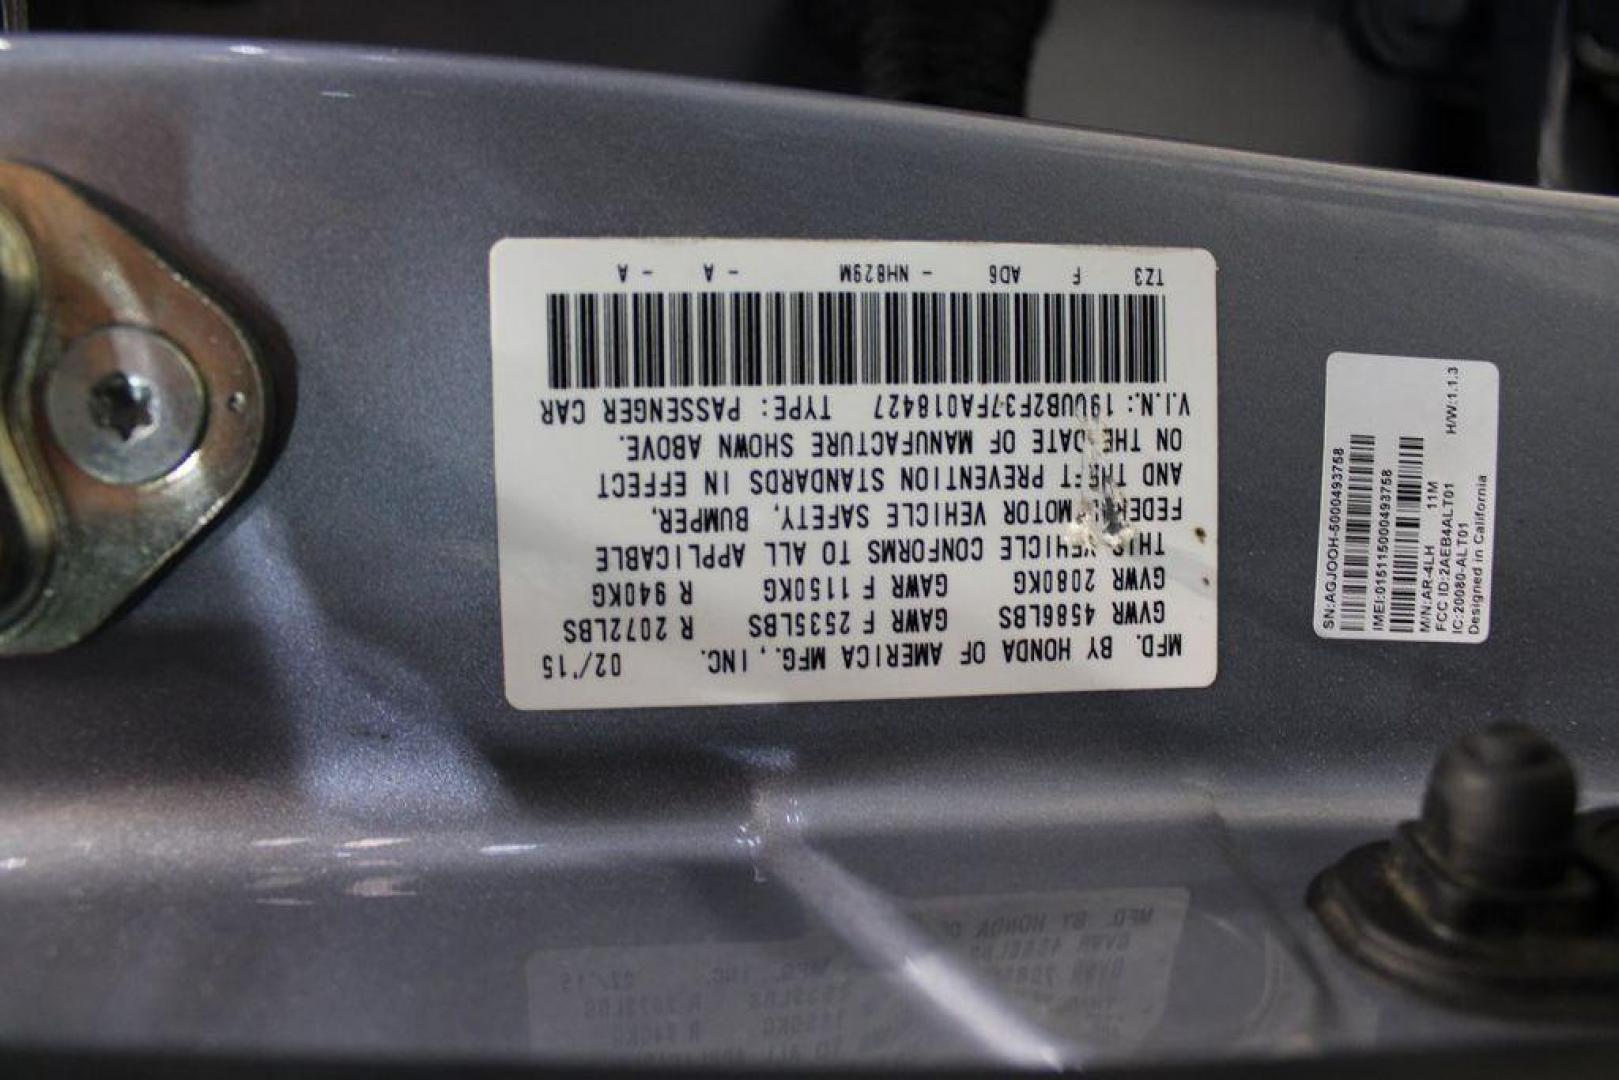 MFD. BY HONDA OF AMERICA MFG., INC. 02/'15
GVWR 4586LBS GAWR F 2535LBS R 2072LBS
GVWR 2080KG GAWR F 1150KG R 940KG
THIS VEHICLE CONFORMS TO ALL APPLICABLE
FEDERAL MOTOR VEHICLE SAFETY, BUMPER,
AND THEFT PREVENTION STANDARDS IN EFFECT
ON THE DATE OF MANUFACTURE SHOWN ABOVE.
V.I.N.: 19UUB2F37FA018427 TYPE: PASSENGER CAR
TZ3 F AD6 - NH829M - A - A
SN:AGJOOH-5000493758
IMEI:015115000493758
M/N:AR-4LH 11M H/W:1.1.3
FCC ID:2AEB4ALT01
IC:20080-ALT01
Designed in California